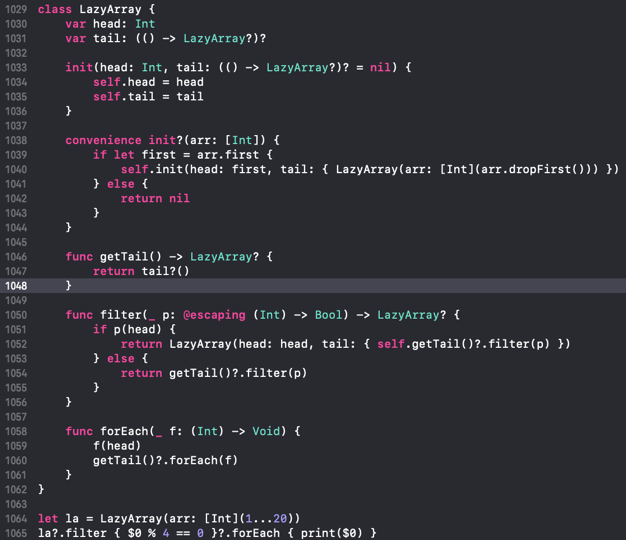 1029 class LazyArray {
1030     var head: Int
1031     var tail: (() -> LazyArray?)?
1032
1033     init(head: Int, tail: (() -> LazyArray?)? = nil) {
1034         self.head = head
1035         self.tail = tail
1036     }
1037
1038     convenience init?(arr: [Int]) {
1039         if let first = arr.first {
1040             self.init(head: first, tail: { LazyArray(arr: [Int](arr.dropFirst())) })
1041         } else {
1042             return nil
1043         }
1044     }
1045
1046     func getTail() -> LazyArray? {
1047         return tail?()
1048     }
1049
1050     func filter(_ p: @escaping (Int) -> Bool) -> LazyArray? {
1051         if p(head) {
1052             return LazyArray(head: head, tail: { self.getTail()?.filter(p) })
1053         } else {
1054             return getTail()?.filter(p)
1055         }
1056     }
1057
1058     func forEach(_ f: (Int) -> Void) {
1059         f(head)
1060         getTail()?.forEach(f)
1061     }
1062 }
1063
1064 let la = LazyArray(arr: [Int](1...20))
1065 la?.filter { $0 % 4 == 0 }?.forEach { print($0) }